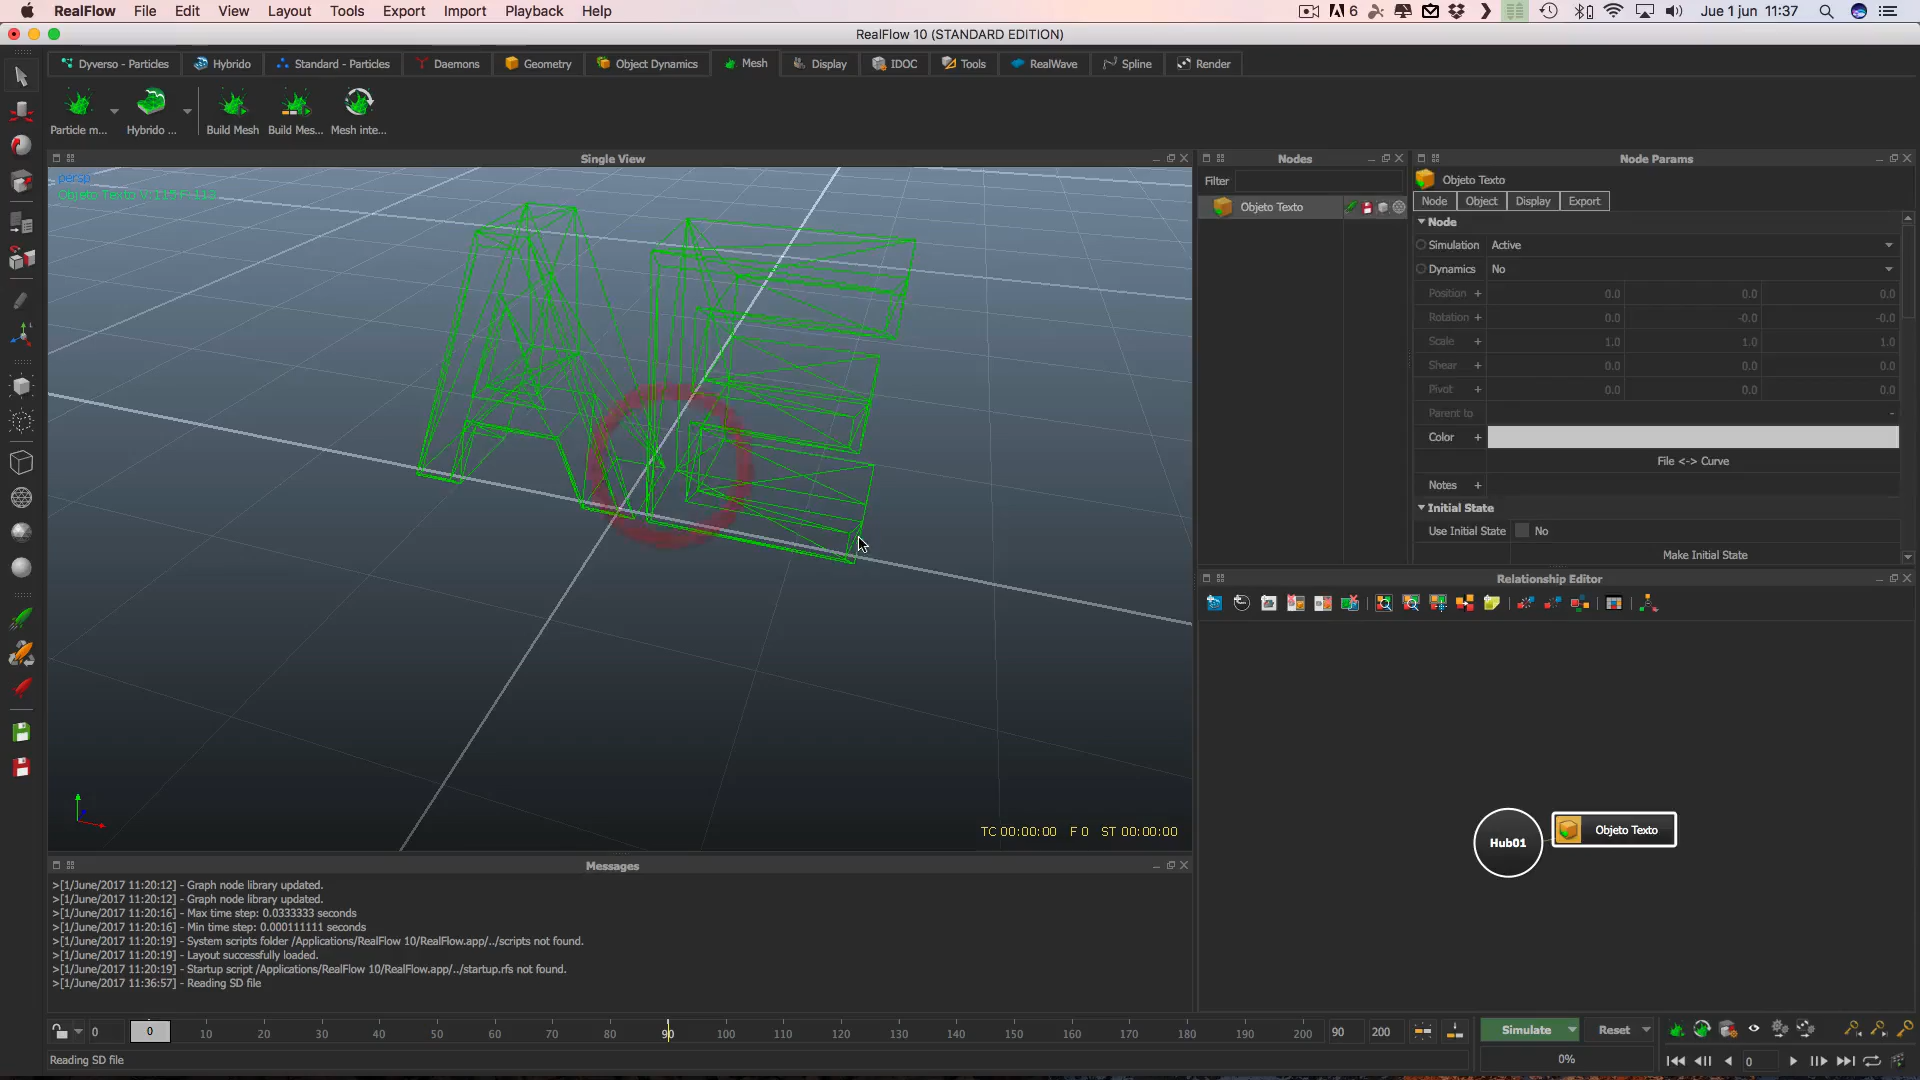 RealFlow File Edit View Layout Tools Export Import Playback Help
6 Jue 1 jun 11:37
RealFlow 10 (STANDARD EDITION)
Dyverso - Particles Hybrido Standard - Particles Daemons Geometry Object Dynamics Mesh Display IDOC Tools RealWave Spline Render
Particle m... Hybrido ... Build Mesh Build Mes... Mesh inte...
Single View
persp
Objeto Texto V:115 F:113
Nodes
Filter
Objeto Texto
Node Params
Objeto Texto
Node Object Display Export
Node
Simulation Active
Dynamics No
Position + 0.0 0.0 0.0
Rotation + 0.0 -0.0 -0.0
Scale + 1.0 1.0 1.0
Shear + 0.0 0.0 0.0
Pivot + 0.0 0.0 0.0
Parent to -
Color +
File <-> Curve
Notes +
Initial State
Use Initial State No
Make Initial State
TC 00:00:00 F 0 ST 00:00:00
Relationship Editor
Hub01
Objeto Texto
Messages
>[1/June/2017 11:20:12] - Graph node library updated.
>[1/June/2017 11:20:12] - Graph node library updated.
>[1/June/2017 11:20:16] - Max time step: 0.0333333 seconds
>[1/June/2017 11:20:16] - Min time step: 0.000111111 seconds
>[1/June/2017 11:20:19] - System scripts folder /Applications/RealFlow 10/RealFlow.app/../scripts not found.
>[1/June/2017 11:20:19] - Layout successfully loaded.
>[1/June/2017 11:20:19] - Startup script /Applications/RealFlow 10/RealFlow.app/../startup.rfs not found.
>[1/June/2017 11:36:57] - Reading SD file
0 0 10 20 30 40 50 60 70 80 90 100 110 120 130 140 150 160 170 180 190 200 90 200
Simulate Reset
Reading SD file
0%
0